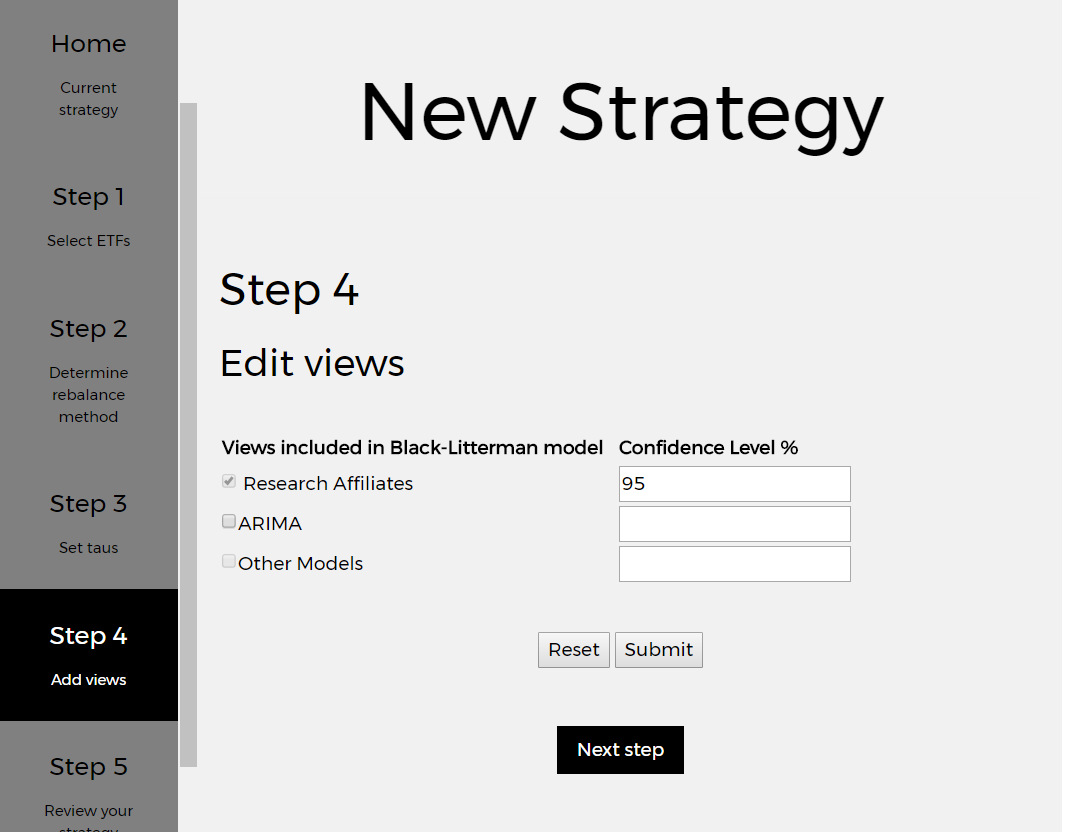 Home
Current
strategy
Step 1
Select ETFs
Step 2
Determine
rebalance
method
Step 3
Set taus
Step 4
Add views
Step 5
Review your
strategy
New Strategy
Step 4
Edit views
Views included in Black-Litterman model Confidence Level %
Research Affiliates 95
ARIMA
Other Models
Reset Submit
Next step